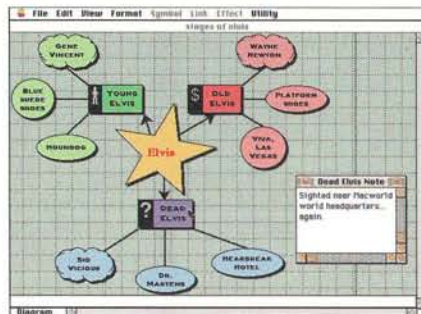 File Edit View Format Symbol Link Effect Utility
stages of elvis
GENE
VINCENT
WAYNE
NEWTON
BLUE
SUEDE
SHOES
YOUNG
ELVIS
$
OLD
ELVIS
PLATFORM
SHOES
HOUNDOG
Elvis
VIVA,
LAS
VEGAS
?
DEAD
ELVIS
Dead Elvis Note
Sighted near Macworld
world headquarters...
again.
SID
VICIOUS
DR.
MARTENS
HEARBREAK
HOTEL
Diagram